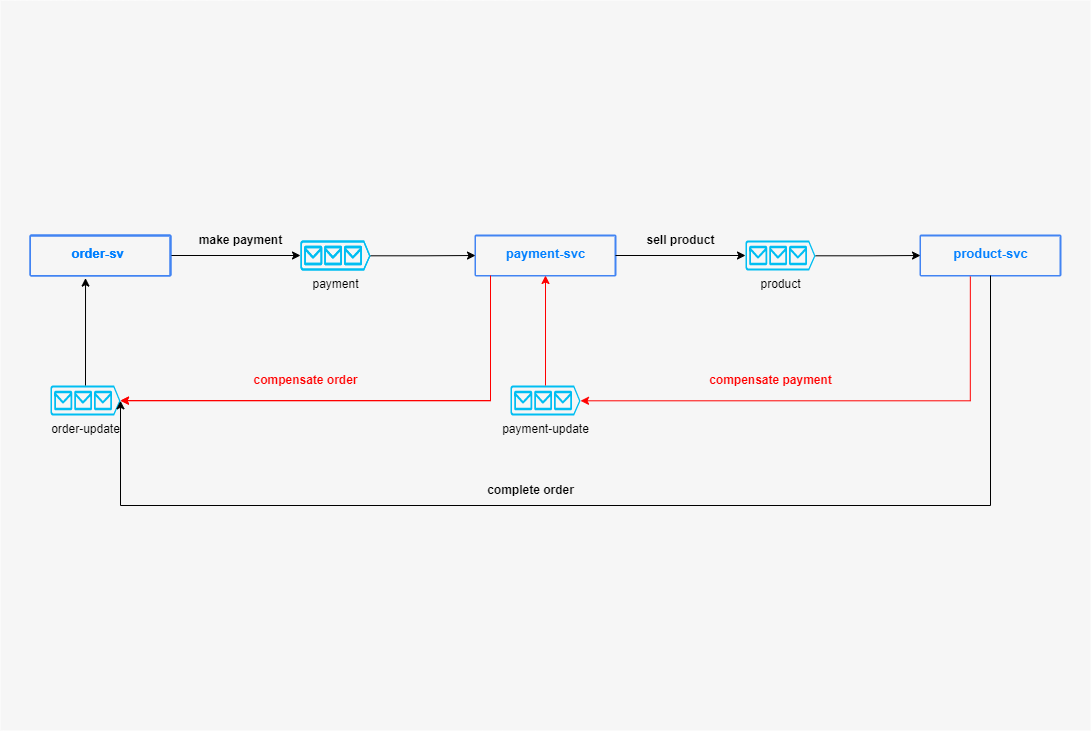 make payment
sell product
order-sv
payment-svc
product-svc
payment
product
compensate order
compensate payment
order-update
payment-update
complete order